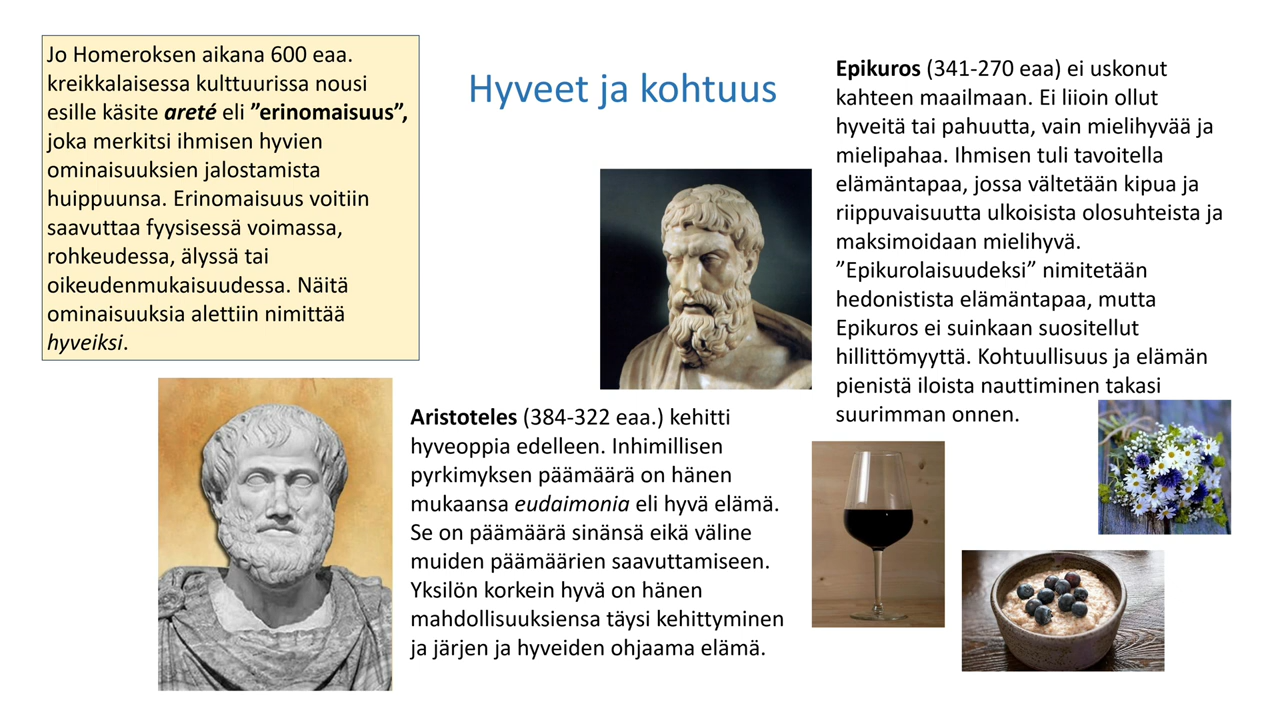 Hyveet ja kohtuus
Jo Homeroksen aikana 600 eaa.
kreikkalaisessa kulttuurissa nousi
esille käsite areté eli ”erinomaisuus”,
joka merkitsi ihmisen hyvien
ominaisuuksien jalostamista
huippuunsa. Erinomaisuus voitiin
saavuttaa fyysisessä voimassa,
rohkeudessa, älyssä tai
oikeudenmukaisuudessa. Näitä
ominaisuuksia alettiin nimittää
hyveiksi.
Aristoteles (384-322 eaa.) kehitti
hyveoppia edelleen. Inhimillisen
pyrkimyksen päämäärä on hänen
mukaansa eudaimonia eli hyvä elämä.
Se on päämäärä sinänsä eikä väline
muiden päämäärien saavuttamiseen.
Yksilön korkein hyvä on hänen
mahdollisuuksiensa täysi kehittyminen
ja järjen ja hyveiden ohjaama elämä.
Epikuros (341-270 eaa) ei uskonut
kahteen maailmaan. Ei liioin ollut
hyveitä tai pahuutta, vain mielihyvää ja
mielipahaa. Ihmisen tuli tavoitella
elämäntapaa, jossa vältetään kipua ja
riippuvaisuutta ulkoisista olosuhteista ja
maksimoidaan mielihyvä.
”Epikurolaisuudeksi” nimitetään
hedonistista elämäntapaa, mutta
Epikuros ei suinkaan suositellut
hillittömyyttä. Kohtuullisuus ja elämän
pienistä iloista nauttiminen takasi
suurimman onnen.